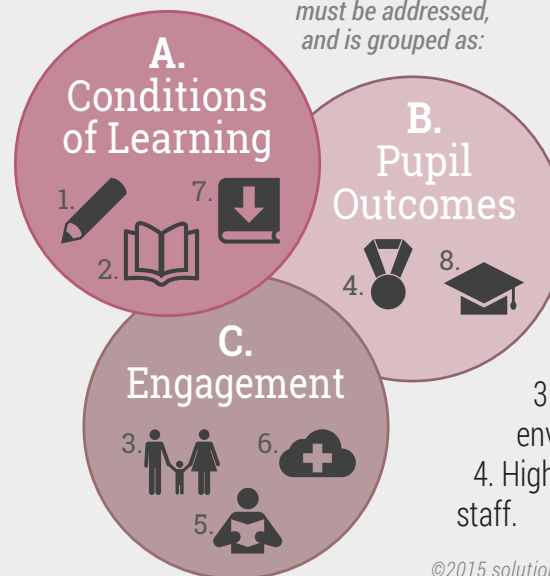 must be addressed,
and is grouped as:
A.
Conditions
of Learning
1.
7.
2.
B.
Pupil
Outcomes
4.
8.
C.
Engagement
3.
6.
5.
3
env
4. High
staff.
©2015 solution